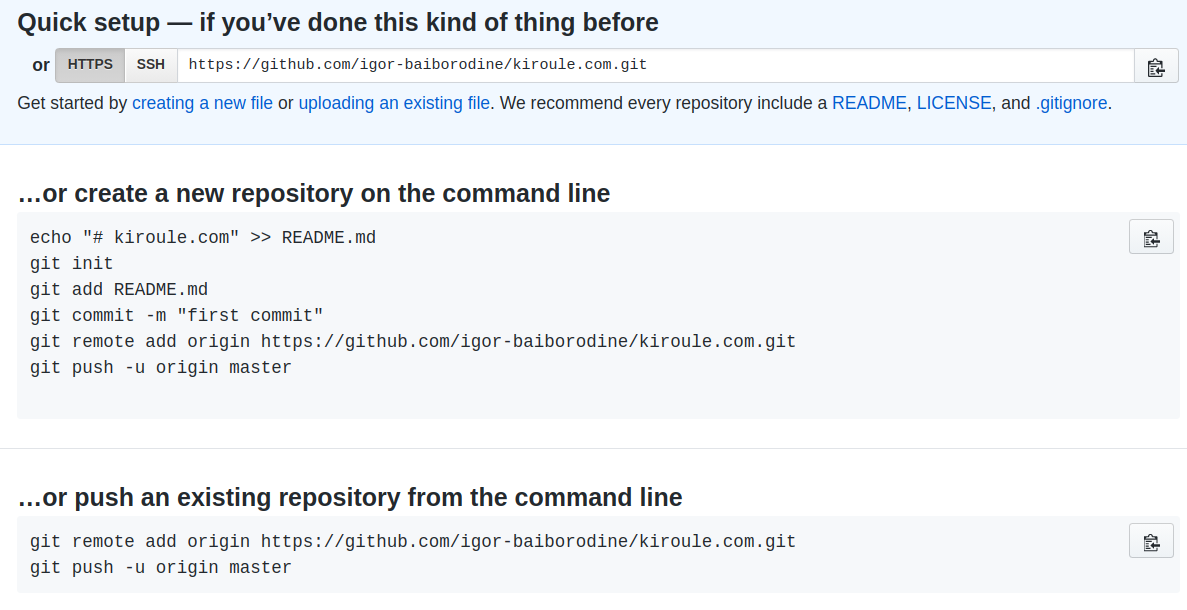 Quick setup — if you’ve done this kind of thing before
or HTTPS SSH https://github.com/igor-baiborodine/kiroule.com.git
Get started by creating a new file or uploading an existing file. We recommend every repository include a README, LICENSE, and .gitignore.
…or create a new repository on the command line
echo "# kiroule.com" >> README.md
git init
git add README.md
git commit -m "first commit"
git remote add origin https://github.com/igor-baiborodine/kiroule.com.git
git push -u origin master
…or push an existing repository from the command line
git remote add origin https://github.com/igor-baiborodine/kiroule.com.git
git push -u origin master